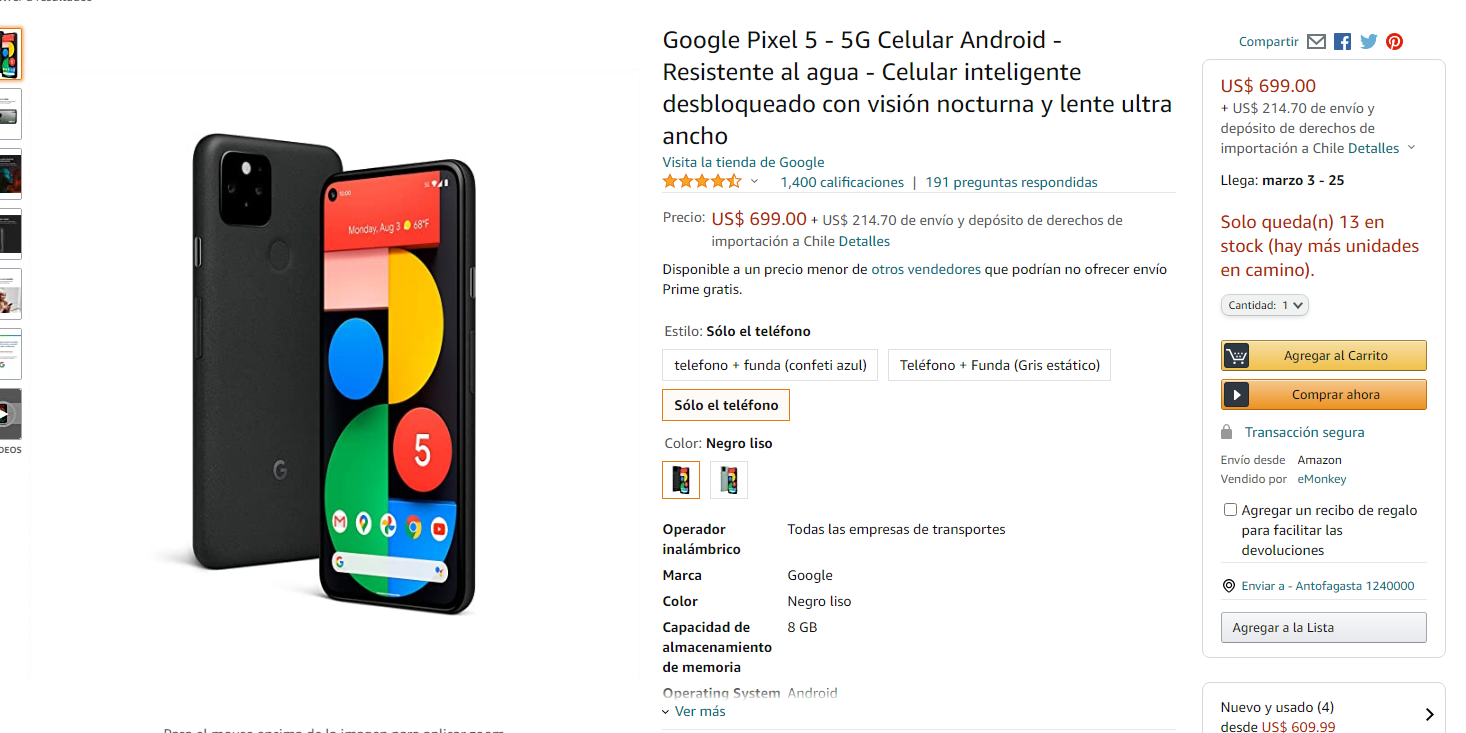 Google Pixel 5 - 5G Celular Android -
Resistente al agua - Celular inteligente
desbloqueado con visión nocturna y lente ultra
ancho
Visita la tienda de Google
1,400 calificaciones | 191 preguntas respondidas
Precio: US$ 699.00 + US$ 214.70 de envío y depósito de derechos de
importación a Chile Detalles
Disponible a un precio menor de otros vendedores que podrían no ofrecer envío
Prime gratis.
Estilo: Sólo el teléfono
telefono + funda (confeti azul)
Teléfono + Funda (Gris estático)
Sólo el teléfono
Color: Negro liso
Operador
inalámbrico
Todas las empresas de transportes
Marca
Google
Color
Negro liso
Capacidad de
almacenamiento
de memoria
8 GB
Operating System
Android
Ver más
10:00
5G
Monday, Aug 3 68°F
5
G
DEOS
Compartir
US$ 699.00
+ US$ 214.70 de envío y
depósito de derechos de
importación a Chile Detalles
Llega: marzo 3 - 25
Solo queda(n) 13 en
stock (hay más unidades
en camino).
Cantidad: 1
Agregar al Carrito
Comprar ahora
Transacción segura
Envío desde Amazon
Vendido por eMonkey
Agregar un recibo de regalo
para facilitar las
devoluciones
Enviar a - Antofagasta 1240000
Agregar a la Lista
Nuevo y usado (4)
desde US$ 609.99